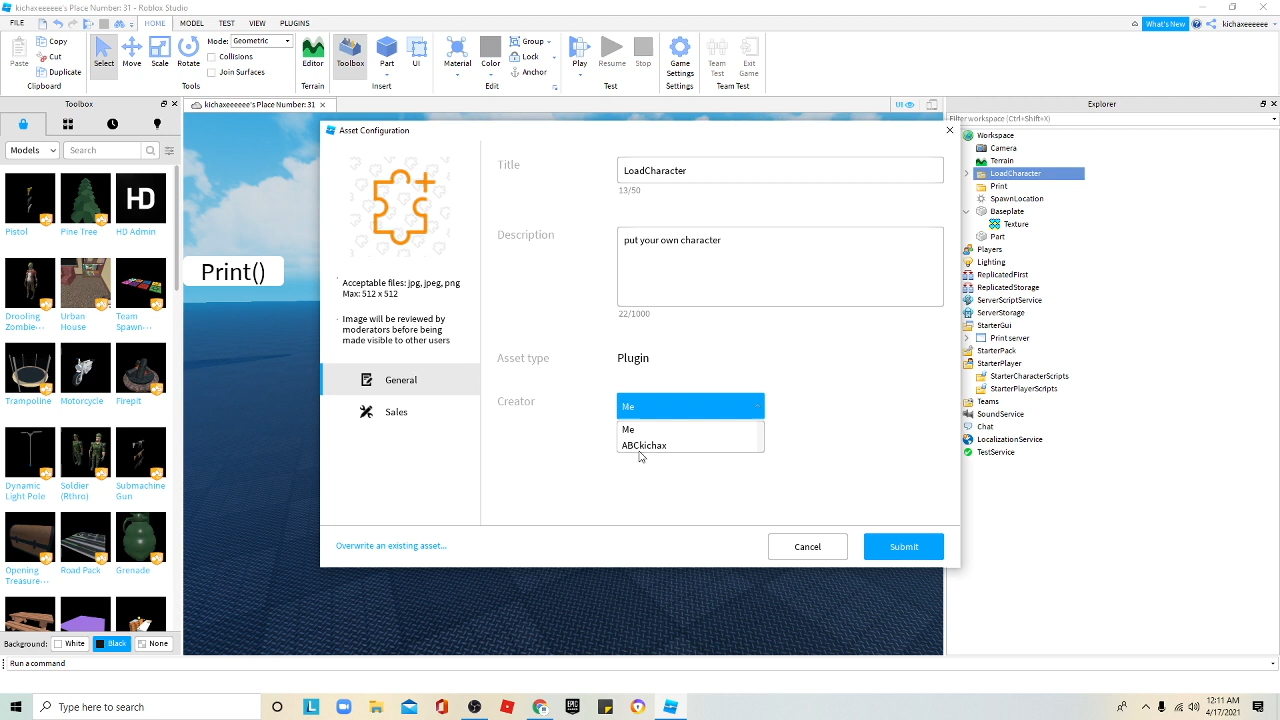 kichaxeeeeee's Place Number: 31 - Roblox Studio
FILE HOME MODEL TEST VIEW PLUGINS
What's New kichaxeeeeee
Paste
Copy
Cut
Duplicate
Clipboard
Select Move Scale Rotate
Mode: Geometric
Collisions
Join Surfaces
Tools
Editor
Terrain
Toolbox Part UI
Insert
Material Color
Group
Lock
Anchor
Edit
Play Resume Stop
Test
Game Settings
Settings
Team Test
Exit Game
Team Test
Toolbox
Models Search
Pistol Pine Tree HD Admin
HD
Drooling Zombie··· Urban House Team Spawn···
Trampoline Motorcycle Firepit
Dynamic Light Pole Soldier (Rthro) Submachine Gun
Opening Treasure··· Road Pack Grenade
Background: White Black None
Run a command
kichaxeeeeee's Place Number: 31
UI
Print()
Asset Configuration
Acceptable files: jpg, jpeg, png
Max: 512 x 512
Image will be reviewed by
moderators before being
made visible to other users
General
Sales
Title
LoadCharacter
13/50
Description
put your own character
22/1000
Asset type Plugin
Creator
Me
Me
ABCkichax
Overwrite an existing asset...
Cancel Submit
Explorer
Filter workspace (Ctrl+Shift+X)
Workspace
Camera
Terrain
LoadCharacter
Print
SpawnLocation
Baseplate
Texture
Part
Players
Lighting
ReplicatedFirst
ReplicatedStorage
ServerScriptService
ServerStorage
StarterGui
Print server
StarterPack
StarterPlayer
StarterCharacterScripts
StarterPlayerScripts
Teams
SoundService
Chat
LocalizationService
TestService
Type here to search
L
EPIC
12:11 AM
4/17/2021